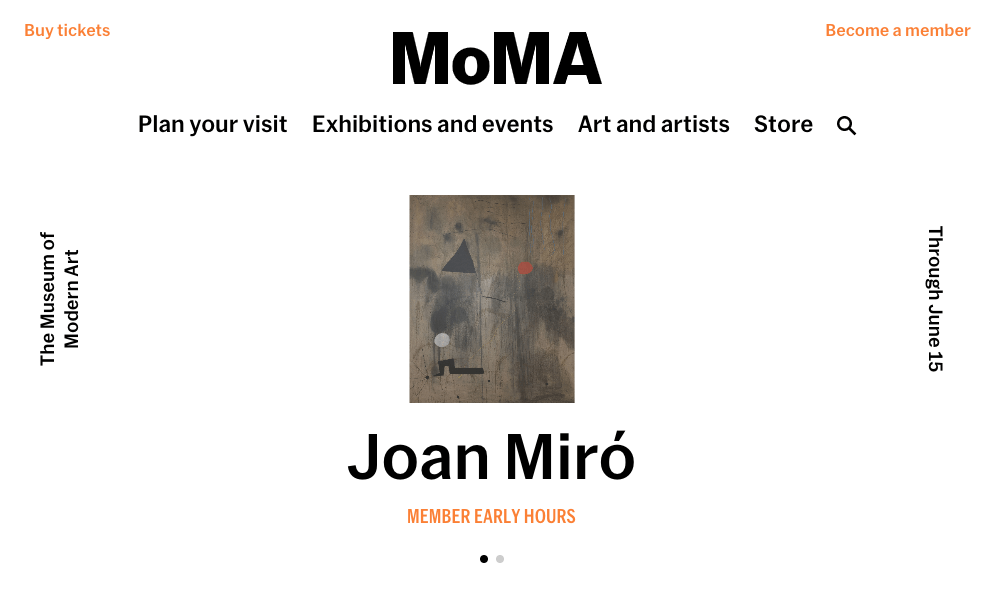 Buy tickets
MoMA
Become a member
Plan your visit
Exhibitions and events
Art and artists
Store
The Museum of
Modern Art
Through June 15
Joan Miró
MEMBER EARLY HOURS